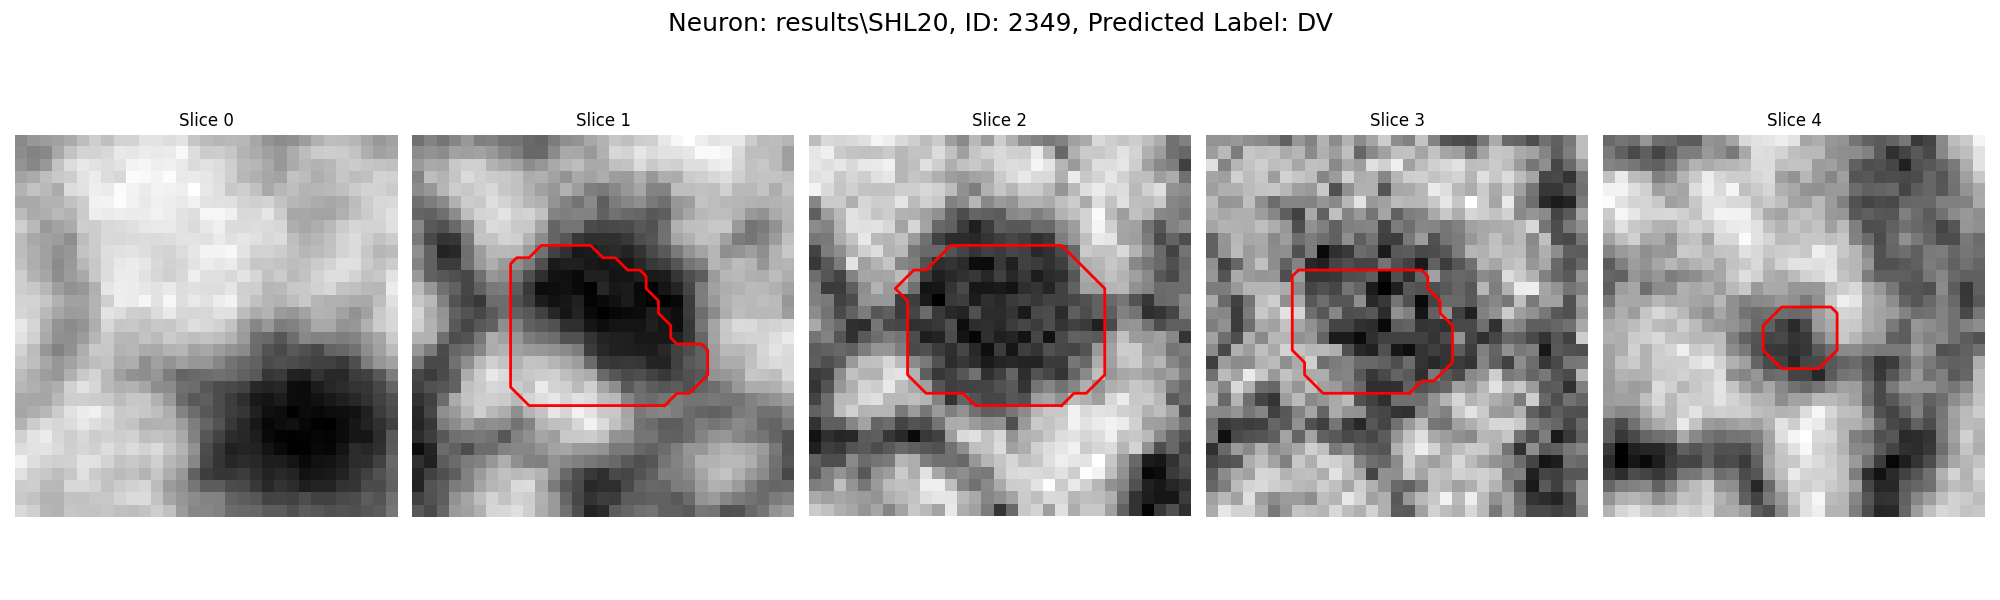 Neuron: results\SHL20, ID: 2349, Predicted Label: DV
Slice 0
Slice 1
Slice 2
Slice 3
Slice 4